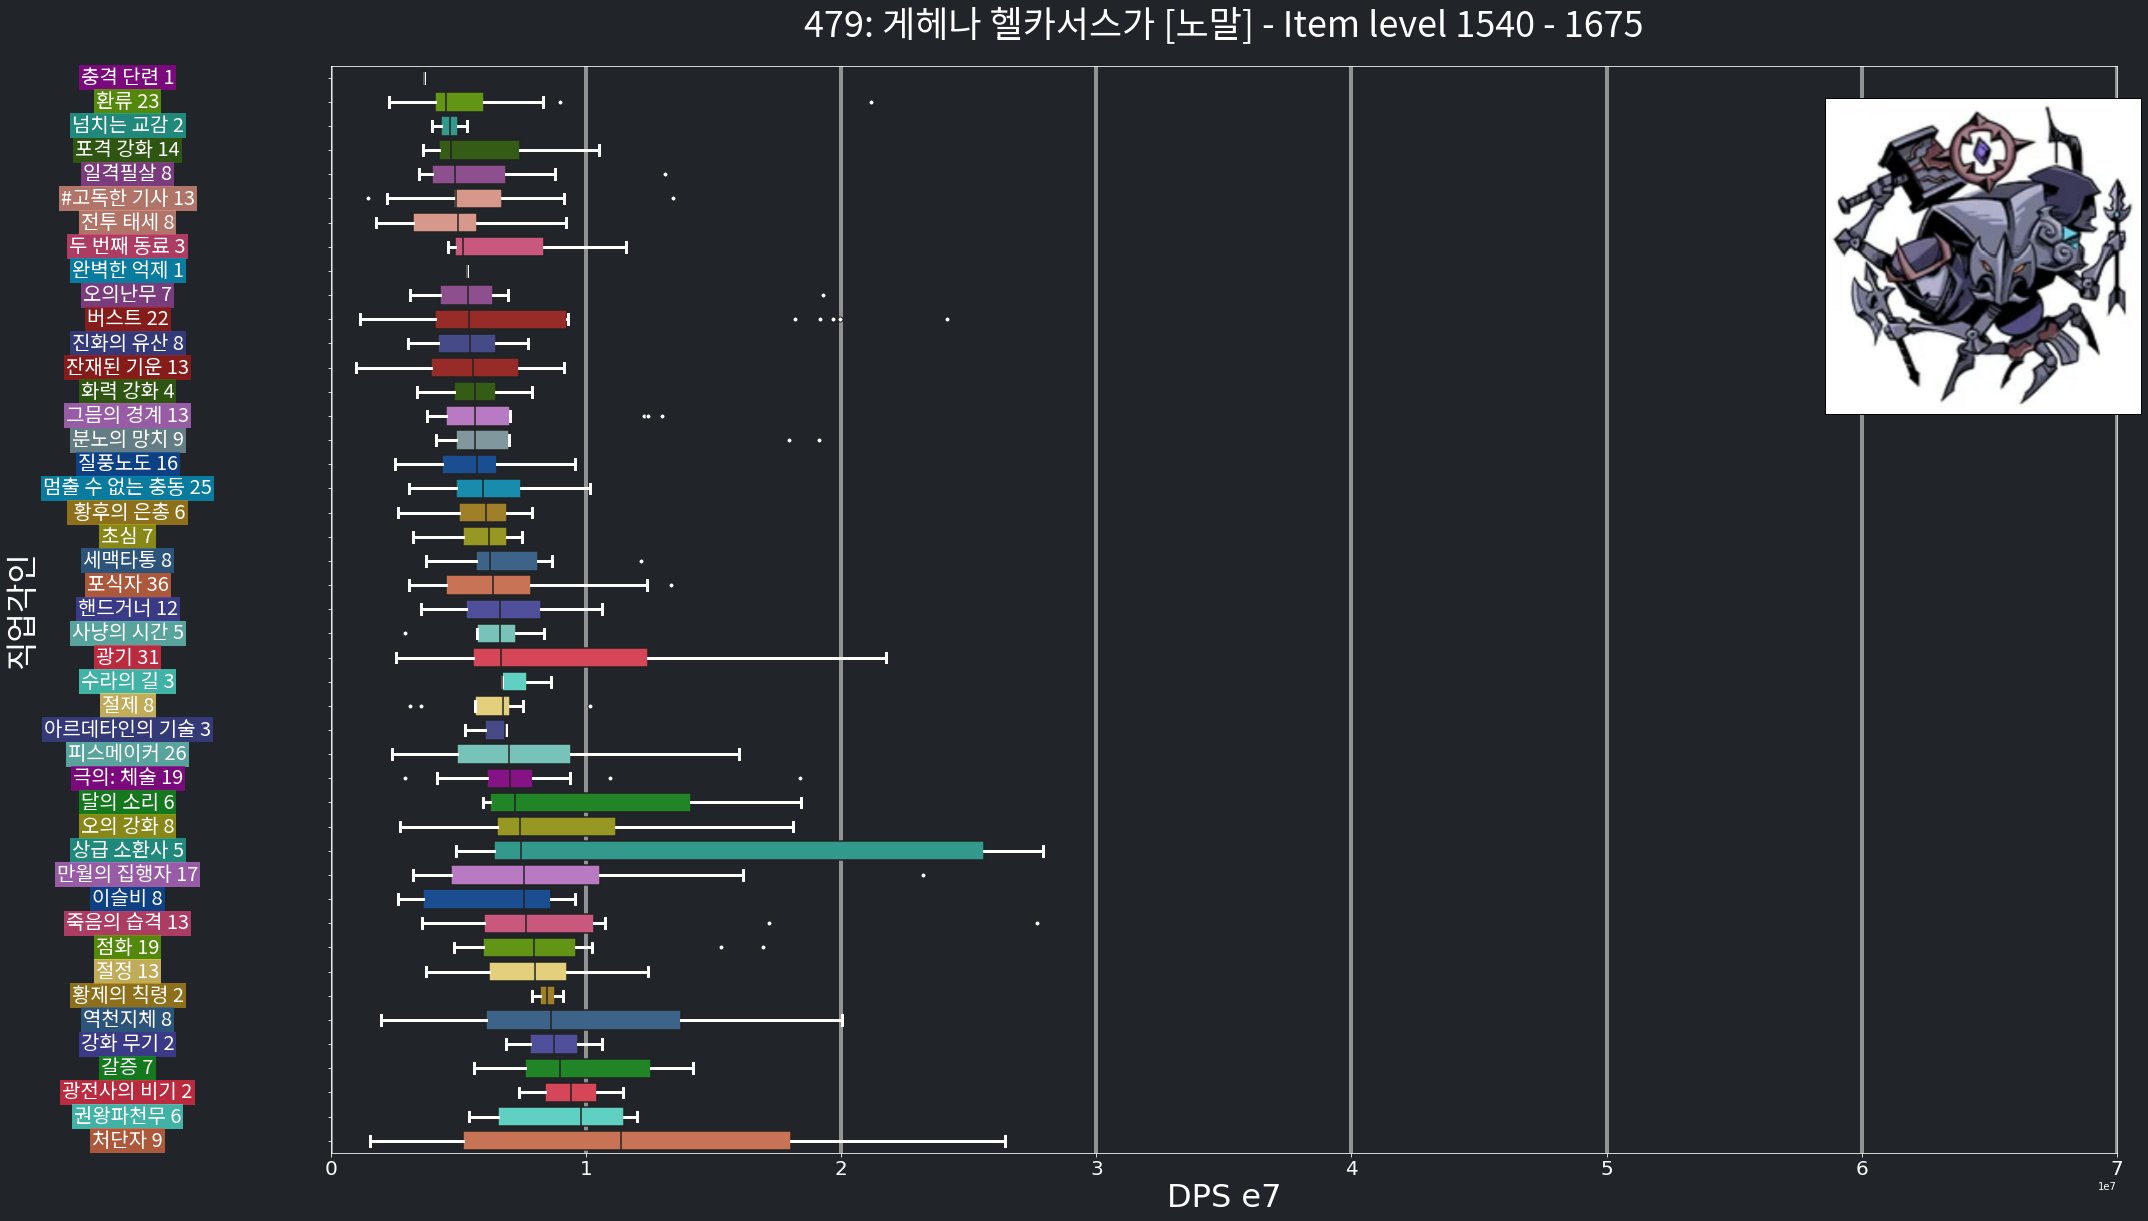 479: 게헤나 헬카서스가 [노말] - Item level 1540 - 1675
충격 단련 1
환류 23
넘치는 교감 2
포격 강화 14
일격필살 8
#고독한 기사 13
전투 태세 8
두 번째 동료 3
완벽한 억제 1
오의난무 7
버스트 22
진화의 유산 8
잔재된 기운 13
화력 강화 4
그믐의 경계 13
분노의 망치 9
질풍노도 16
멈출 수 없는 충동 25
황후의 은총 6
초심 7
세맥타통 8
포식자 36
핸드거너 12
사냥의 시간 5
광기 31
수라의 길 3
절제 8
아르데타인의 기술 3
피스메이커 26
극의: 체술 19
달의 소리 6
오의 강화 8
상급 소환사 5
만월의 집행자 17
이슬비 8
죽음의 습격 13
점화 19
절정 13
황제의 칙령 2
역천지체 8
강화 무기 2
갈증 7
광전사의 비기 2
권왕파천무 6
처단자 9
직업각인
0 1 2 3 4 5 6 7
1e7
DPS e7